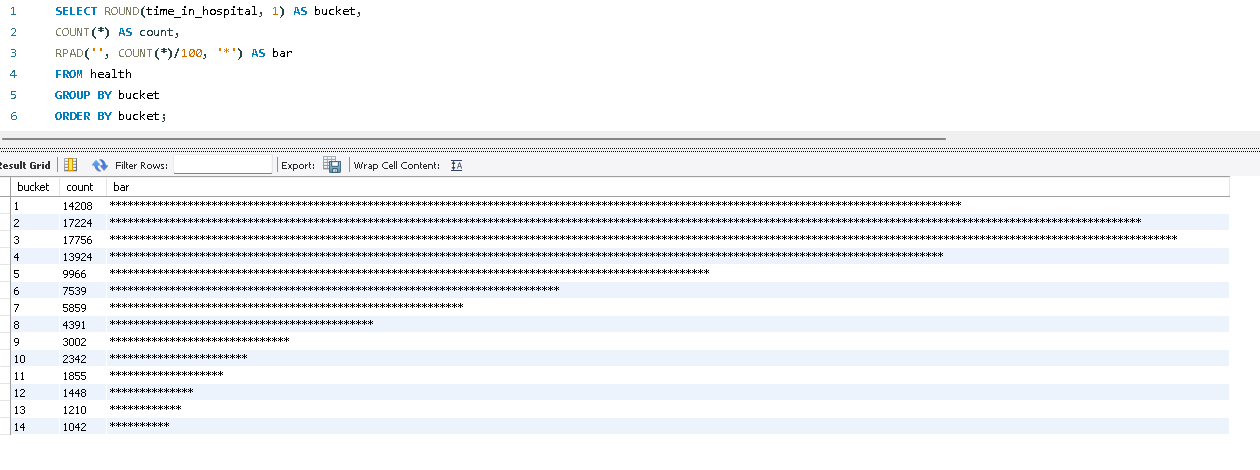 1 SELECT ROUND(time_in_hospital, 1) AS bucket,
2 COUNT(*) AS count,
3 RPAD('', COUNT(*)/100, '*') AS bar
4 FROM health
5 GROUP BY bucket
6 ORDER BY bucket;
esult Grid Filter Rows: Export: Wrap Cell Content:
bucket count bar
1 14208 **********************************************************************************************************************************************
2 17224 ****************************************************************************************************************************************************************************
3 17756 **********************************************************************************************************************************************************************************
4 13924 *******************************************************************************************************************************************
5 9966 ****************************************************************************************************
6 7539 ***************************************************************************
7 5859 ***********************************************************
8 4391 ********************************************
9 3002 ******************************
10 2342 ***********************
11 1855 *******************
12 1448 **************
13 1210 ************
14 1042 **********